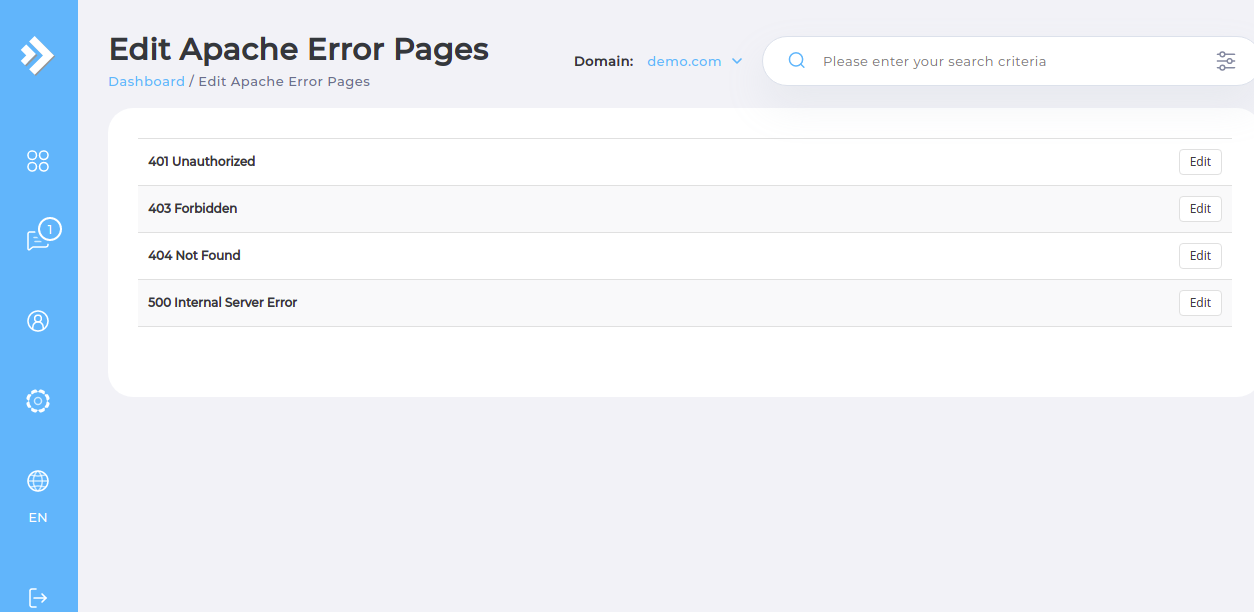 Edit Apache Error Pages
Dashboard / Edit Apache Error Pages
Domain: demo.com
Please enter your search criteria
401 Unauthorized Edit
403 Forbidden Edit
404 Not Found Edit
500 Internal Server Error Edit
1
EN